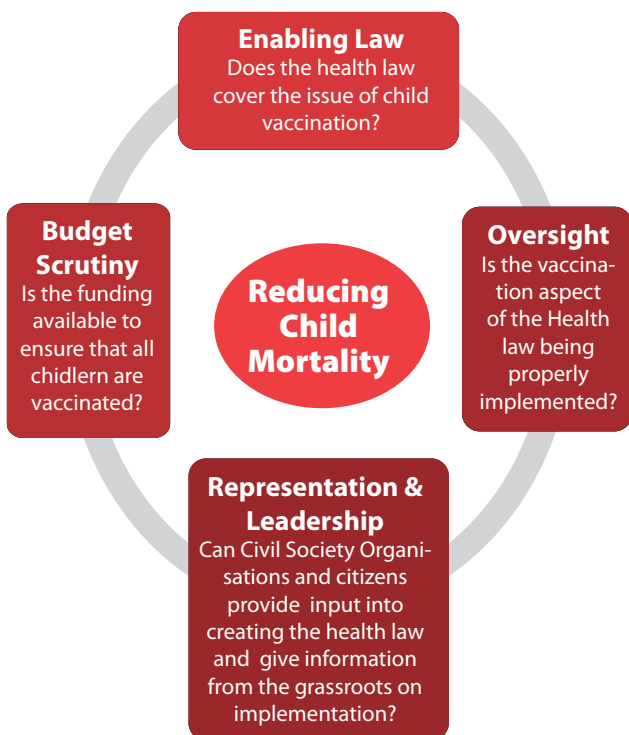 Enabling Law
Does the health law
cover the issue of child
vaccination?
Budget
Scrutiny
Is the funding
available to
ensure that all
chidlern are
vaccinated?
Reducing
Child
Mortality
Oversight
Is the vaccina-
tion aspect
of the Health
law being
properly
implemented?
Representation &
Leadership
Can Civil Society Organi-
sations and citizens
provide input into
creating the health law
and give information
from the grassroots on
implementation?